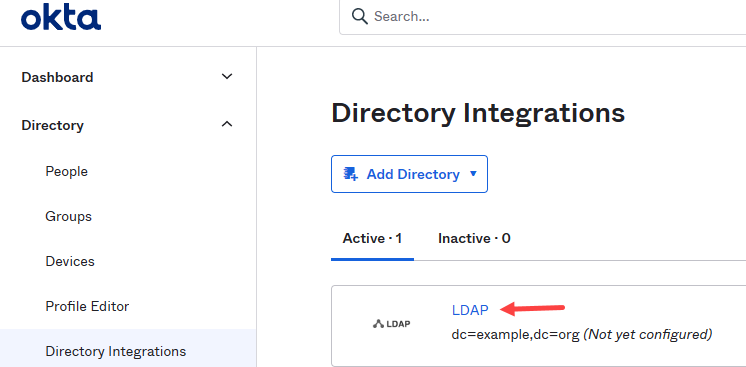 okta
Search...
Dashboard
Directory
People
Groups
Devices
Profile Editor
Directory Integrations
Directory Integrations
Add Directory
Active · 1 Inactive · 0
LDAP
LDAP
dc=example,dc=org (Not yet configured)